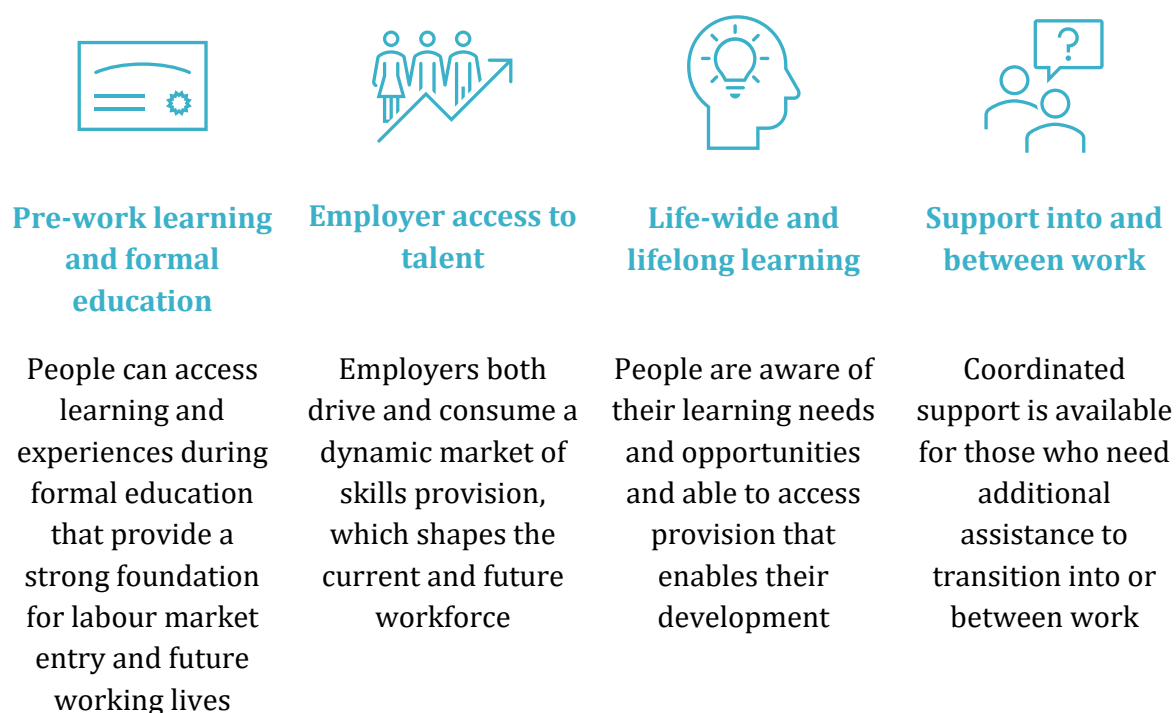 ?
Pre-work learning
and formal
education
People can access
learning and
experiences during
formal education
that provide a
strong foundation
for labour market
entry and future
working lives
Employer access to
talent
Employers both
drive and consume a
dynamic market of
skills provision,
which shapes the
current and future
workforce
Life-wide and
lifelong learning
People are aware of
their learning needs
and opportunities
and able to access
provision that
enables their
development
Support into and
between work
Coordinated
support is available
for those who need
additional
assistance to
transition into or
between work